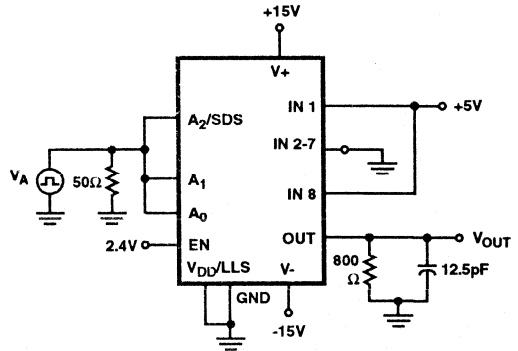 +15V
V+
A2/SDS
IN 1
+5V
IN 2-7
VA
50Ω
A1
IN 8
A0
2.4V
EN
OUT
VOUT
VDD/LLS
V-
800
Ω
12.5pF
GND
-15V